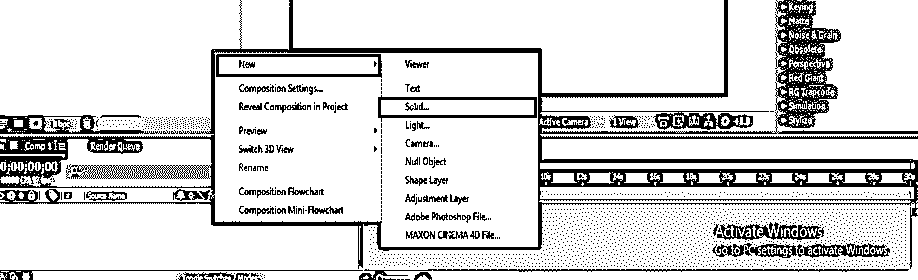 Keying
Matte
Noise & Grain
Obsolete
Perspective
Red Giant
RG Trapcode
Simulation
Stylize
New
Composition Settings...
Reveal Composition in Project
Preview
Switch 3D View
Rename
Composition Flowchart
Composition Mini-Flowchart
Viewer
Text
Solid...
Light...
Camera...
Null Object
Shape Layer
Adjustment Layer
Adobe Photoshop File...
MAXON CINEMA 4D File...
Active Camera
1 View
Comp 1
Render Queue
0;00;00;00
Source Name
Activate Windows
Go to PC settings to activate Windows